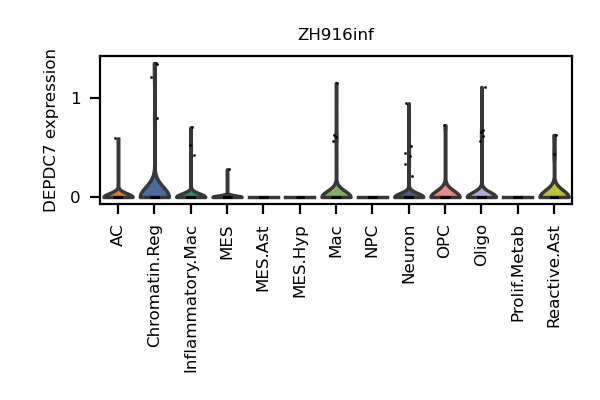 ZH916inf
DEPDC7 expression
1
0
AC
Chromatin.Reg
Inflammatory.Mac
MES
MES.Ast
MES.Hyp
Mac
NPC
Neuron
OPC
Oligo
Prolif.Metab
Reactive.Ast